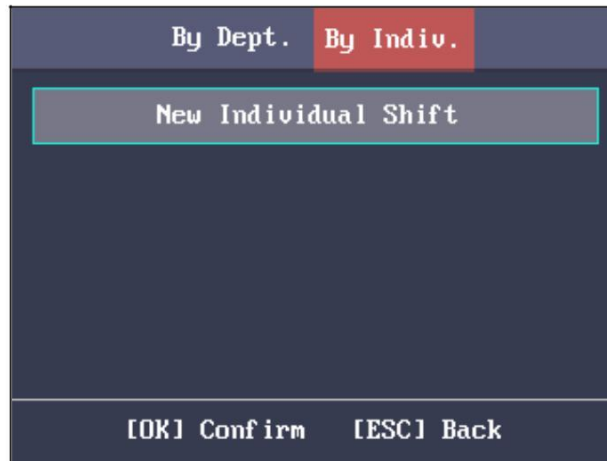 By Dept. By Indiv.
New Individual Shift
[OK] Confirm [ESC] Back